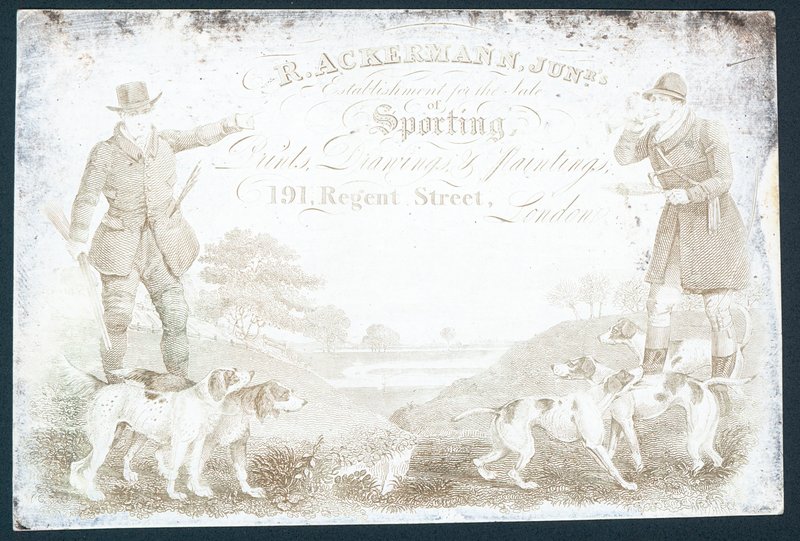 R. ACKERMANN, JUNRS
Establishment for the Sale
of
Sporting,
Prints, Drawings, & Paintings,
191, Regent Street, London